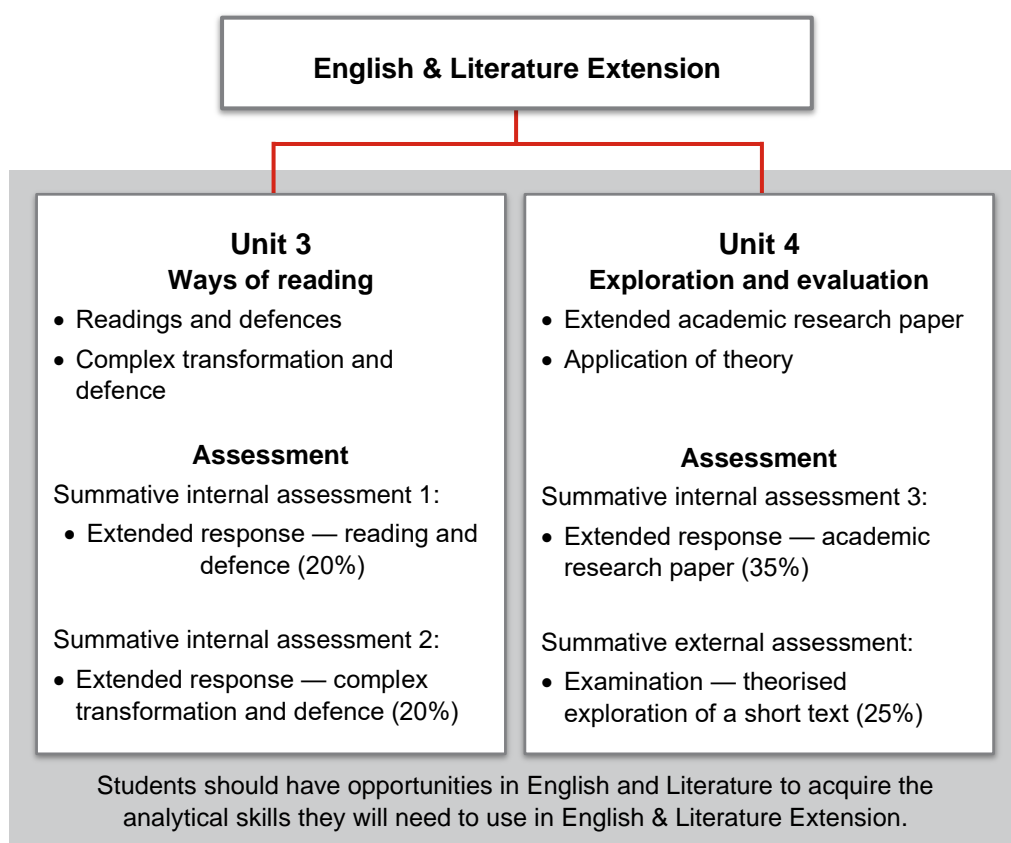 English & Literature Extension
Unit 3
Ways of reading
• Readings and defences
• Complex transformation and
defence
Assessment
Summative internal assessment 1:
• Extended response — reading and
defence (20%)
Summative internal assessment 2:
• Extended response — complex
transformation and defence (20%)
Unit 4
Exploration and evaluation
• Extended academic research paper
• Application of theory
Assessment
Summative internal assessment 3:
• Extended response — academic
research paper (35%)
Summative external assessment:
• Examination — theorised
exploration of a short text (25%)
Students should have opportunities in English and Literature to acquire the
analytical skills they will need to use in English & Literature Extension.